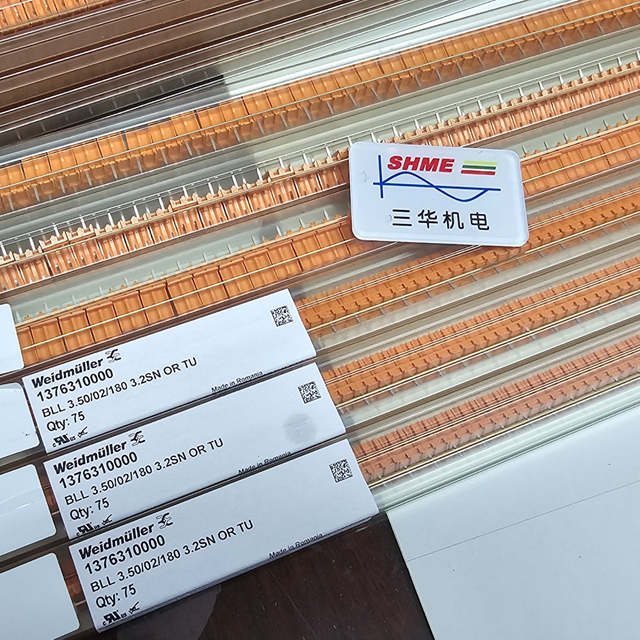 SHME
三华机电
Weidmüller
1376310000
BLL 3.50/02/180 3.2SN OR TU
Qty: 75
Made in Romania
Weidmüller
1376310000
BLL 3.50/02/180 3.2SN OR TU
Qty: 75
Made in Romania
Weidmüller
1376310000
BLL 3.50/02/180 3.2SN OR TU
Qty: 75
Made in Romania